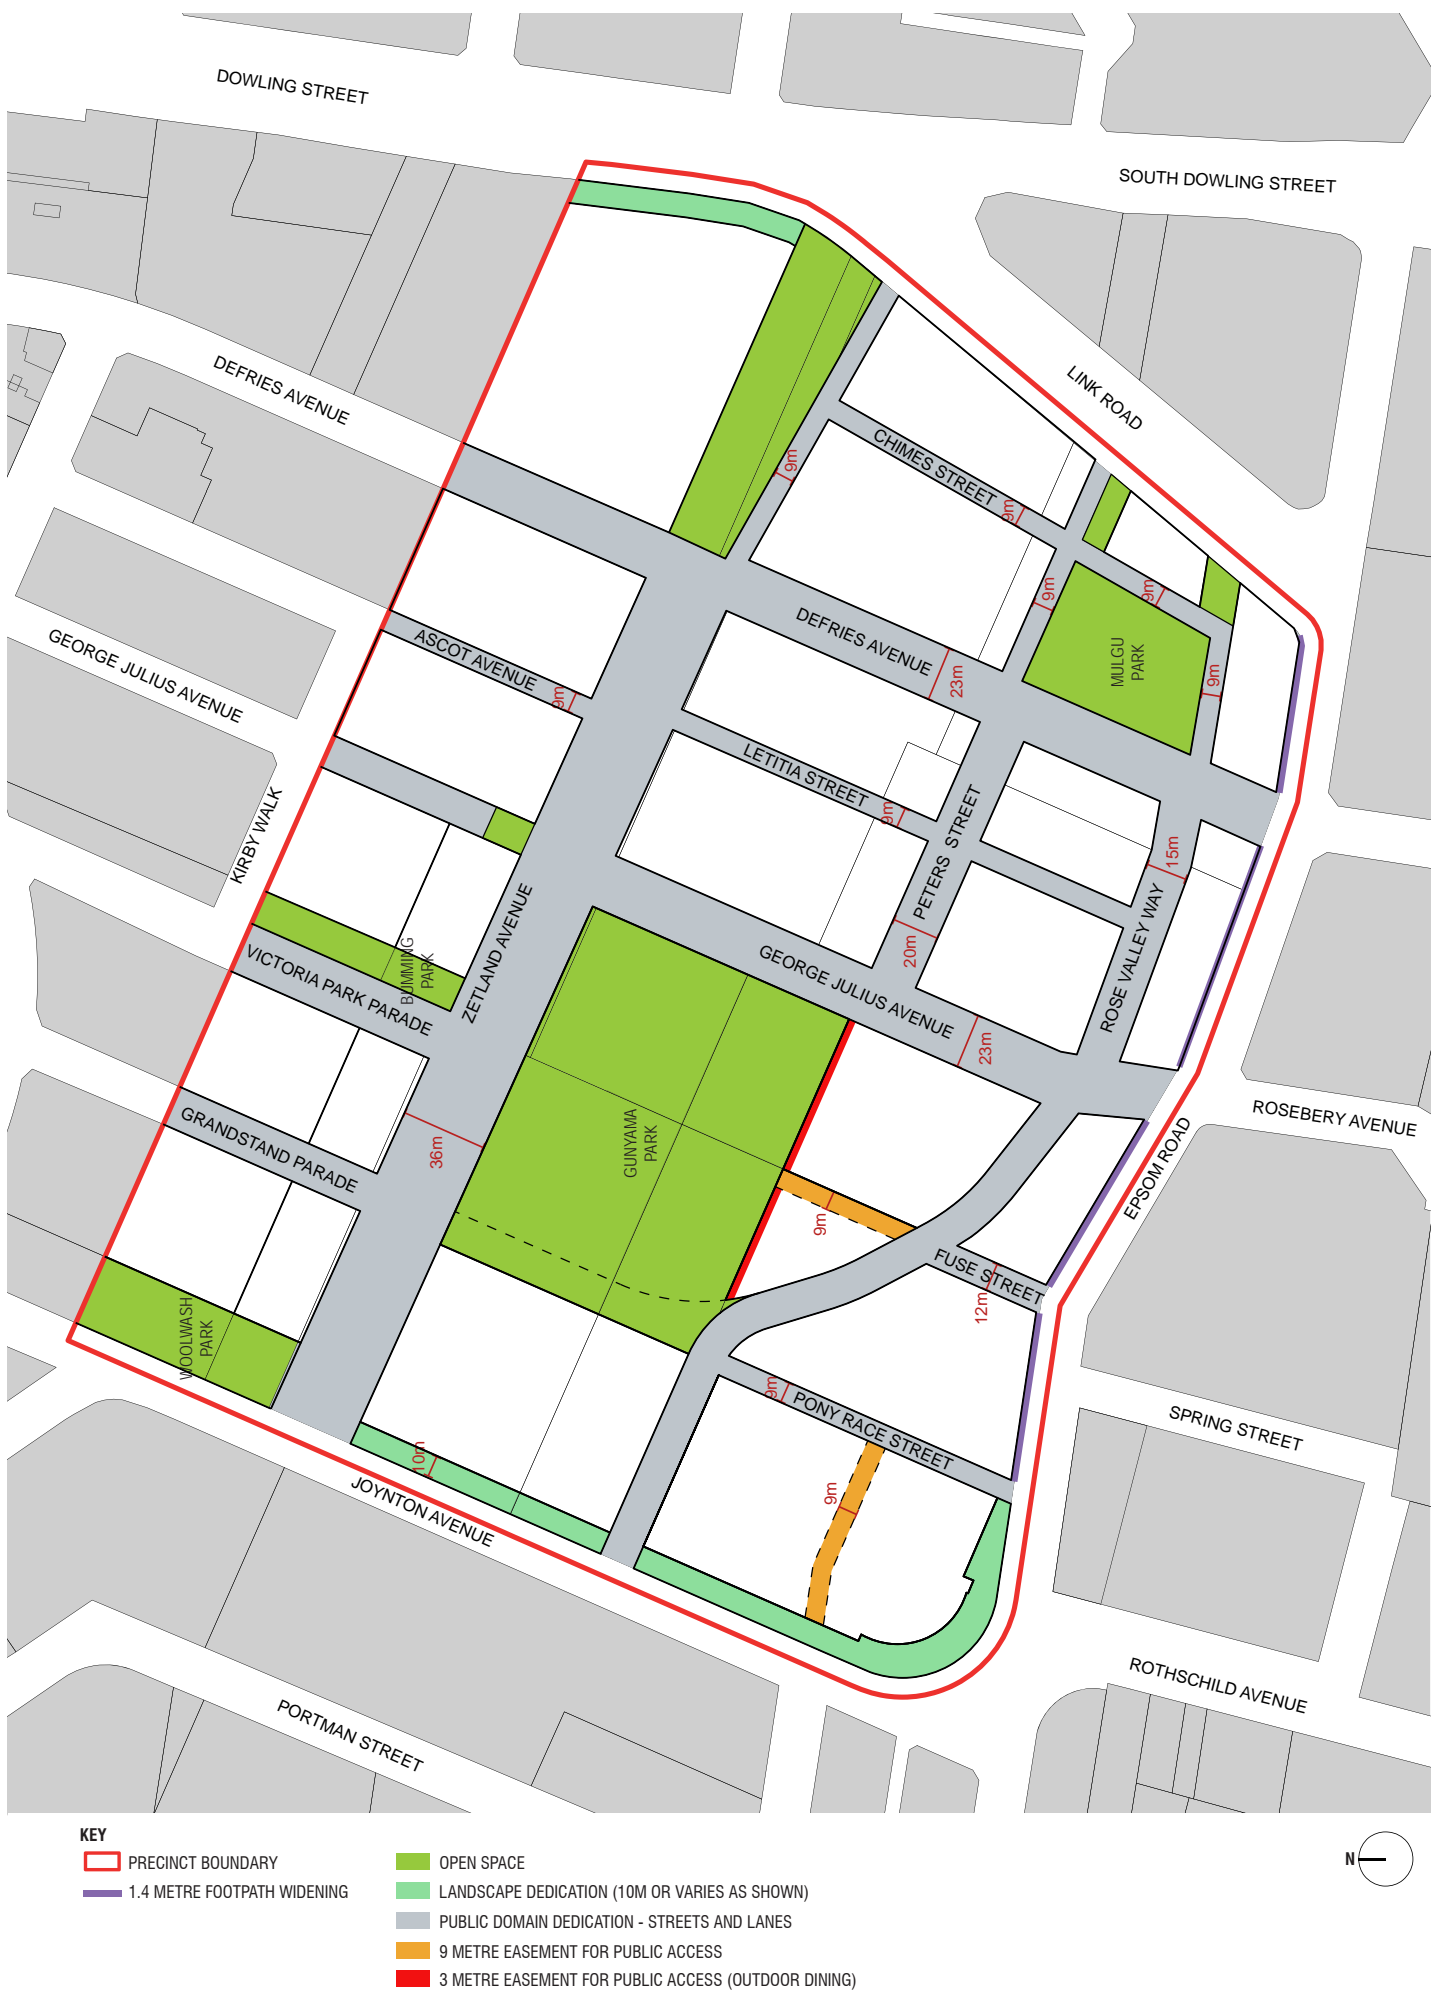 DOWLING STREET
SOUTH DOWLING STREET
LINK ROAD
DEFRIES AVENUE
CHIMES STREET
9m
9m
9m
9m
MULGU
PARK
9m
DEFRIES AVENUE
23m
GEORGE JULIUS AVENUE
ASCOT AVENUE
9m
LETITIA STREET
9m
PETERS STREET
20m
15m
ROSE VALLEY WAY
KIRBY WALK
ZETLAND AVENUE
BUMMING
PARK
VICTORIA PARK PARADE
GEORGE JULIUS AVENUE
23m
GRANDSTAND PARADE
36m
GUNYAMA
PARK
9m
ROSEBERY AVENUE
EPSOM ROAD
FUSE STREET
12m
WOOLWASH
PARK
9m
PONY RACE STREET
9m
SPRING STREET
10m
JOYNTON AVENUE
ROTHSCHILD AVENUE
PORTMAN STREET
KEY
PRECINCT BOUNDARY
1.4 METRE FOOTPATH WIDENING
OPEN SPACE
LANDSCAPE DEDICATION (10M OR VARIES AS SHOWN)
PUBLIC DOMAIN DEDICATION - STREETS AND LANES
9 METRE EASEMENT FOR PUBLIC ACCESS
3 METRE EASEMENT FOR PUBLIC ACCESS (OUTDOOR DINING)
N